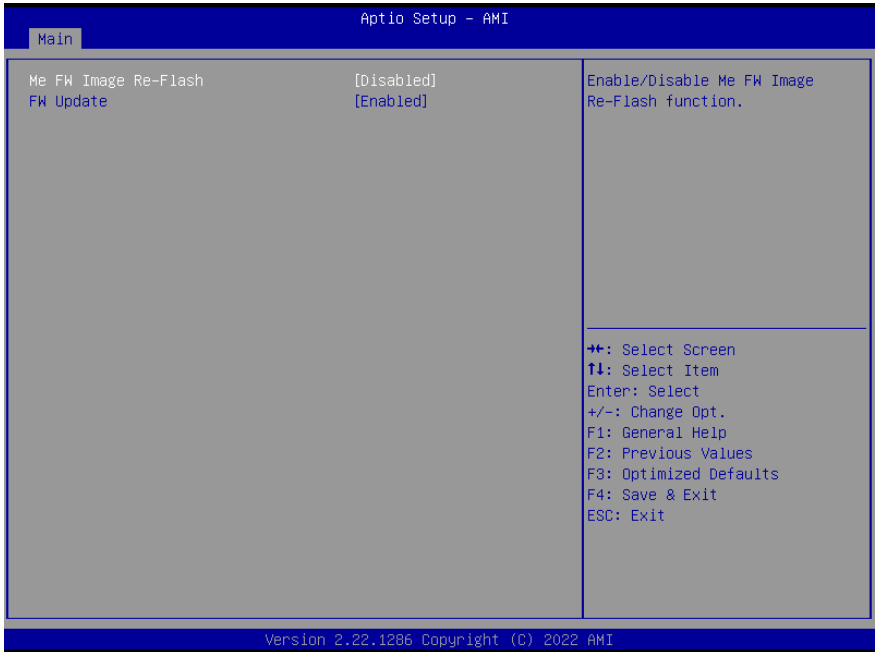 Aptio Setup – AMI
Main
Me FW Image Re–Flash [Disabled]
FW Update [Enabled]
Enable/Disable Me FW Image
Re–Flash function.
→←: Select Screen
↑↓: Select Item
Enter: Select
+/–: Change Opt.
F1: General Help
F2: Previous Values
F3: Optimized Defaults
F4: Save & Exit
ESC: Exit
Version 2.22.1286 Copyright (C) 2022 AMI